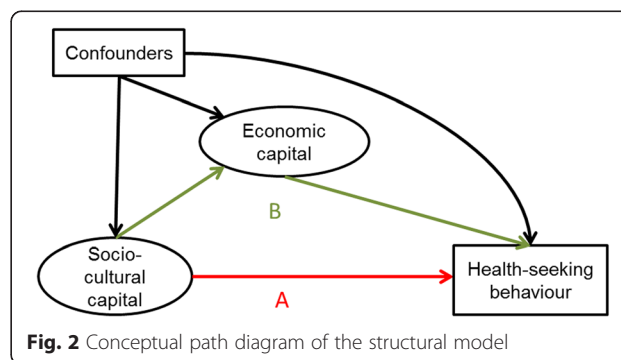 Confounders
Economic
capital
B
Socio-
cultural
capital
A
Health-seeking
behaviour
Fig. 2 Conceptual path diagram of the structural model